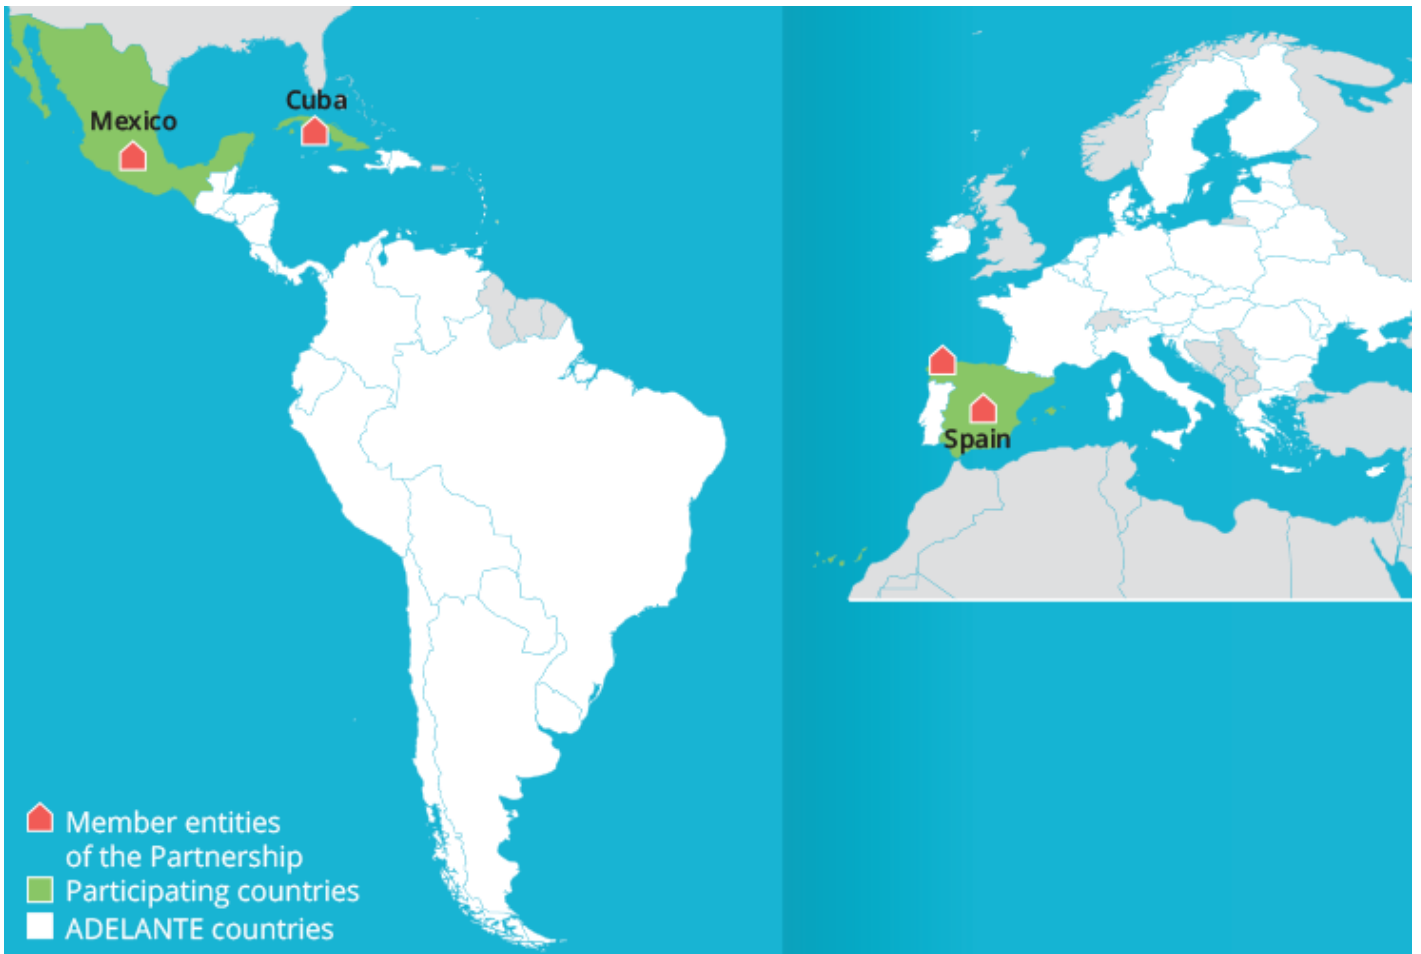 Cuba
Mexico
Spain
Member entities
of the Partnership
Participating countries
ADELANTE countries